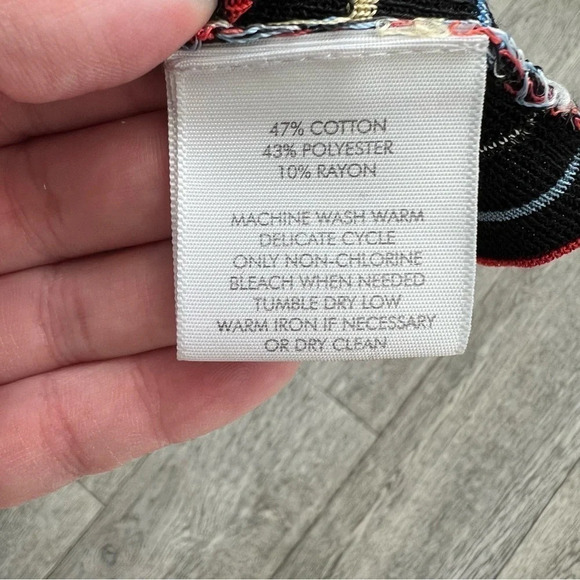 47% COTTON
43% POLYESTER
10% RAYON
MACHINE WASH WARM
DELICATE CYCLE
ONLY NON-CHLORINE
BLEACH WHEN NEEDED
TUMBLE DRY LOW
WARM IRON IF NECESSARY
OR DRY CLEAN